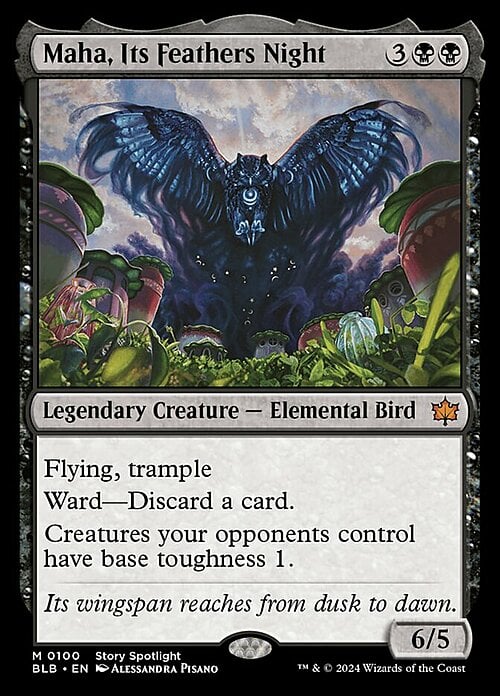 Maha, Its Feathers Night 3
Legendary Creature — Elemental Bird
Flying, trample
Ward—Discard a card.
Creatures your opponents control
have base toughness 1.
Its wingspan reaches from dusk to dawn.
6/5
M 0100 Story Spotlight
BLB • EN Alessandra Pisano ™ & © 2024 Wizards of the Coast